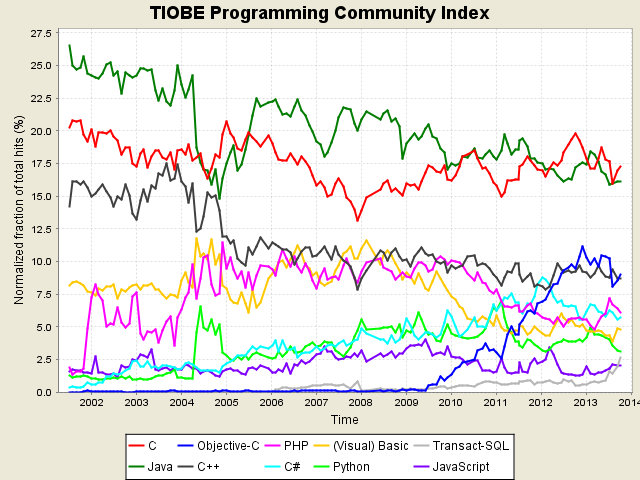 TIOBE Programming Community Index
Normalized fraction of total hits (%)
27.5
25.0
22.5
20.0
17.5
15.0
12.5
10.0
7.5
5.0
2.5
0.0
2002 2003 2004 2005 2006 2007 2008 2009 2010 2011 2012 2013 2014
Time
C Objective-C PHP (Visual) Basic Transact-SQL
Java C++ C# Python JavaScript